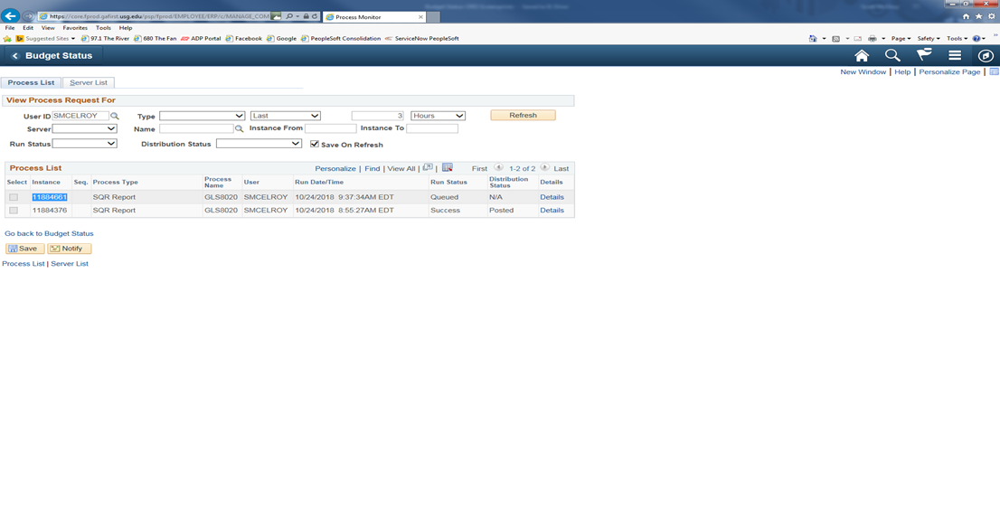 https://core.fprod.gafirst.usg.edu/psp/fprod/EMPLOYEE/ERP/c/MANAGE_COM
Process Monitor
File Edit View Favorites Tools Help
Suggested Sites 97.1 The River 680 The Fan ADP Portal Facebook Google PeopleSoft Consolidation ServiceNow PeopleSoft
Page Safety Tools
Budget Status
New Window | Help | Personalize Page |
Process List Server List
View Process Request For
User ID SMCELROY Type Last 3 Hours Refresh
Server Name Instance From Instance To
Run Status Distribution Status Save On Refresh
Process List Personalize | Find | View All | | First 1-2 of 2 Last
Select Instance Seq. Process Type Process Name User Run Date/Time Run Status Distribution Status Details
11884661 SQR Report GLS8020 SMCELROY 10/24/2018 9:37:34AM EDT Queued N/A Details
11884376 SQR Report GLS8020 SMCELROY 10/24/2018 8:55:27AM EDT Success Posted Details
Go back to Budget Status
Save Notify
Process List | Server List